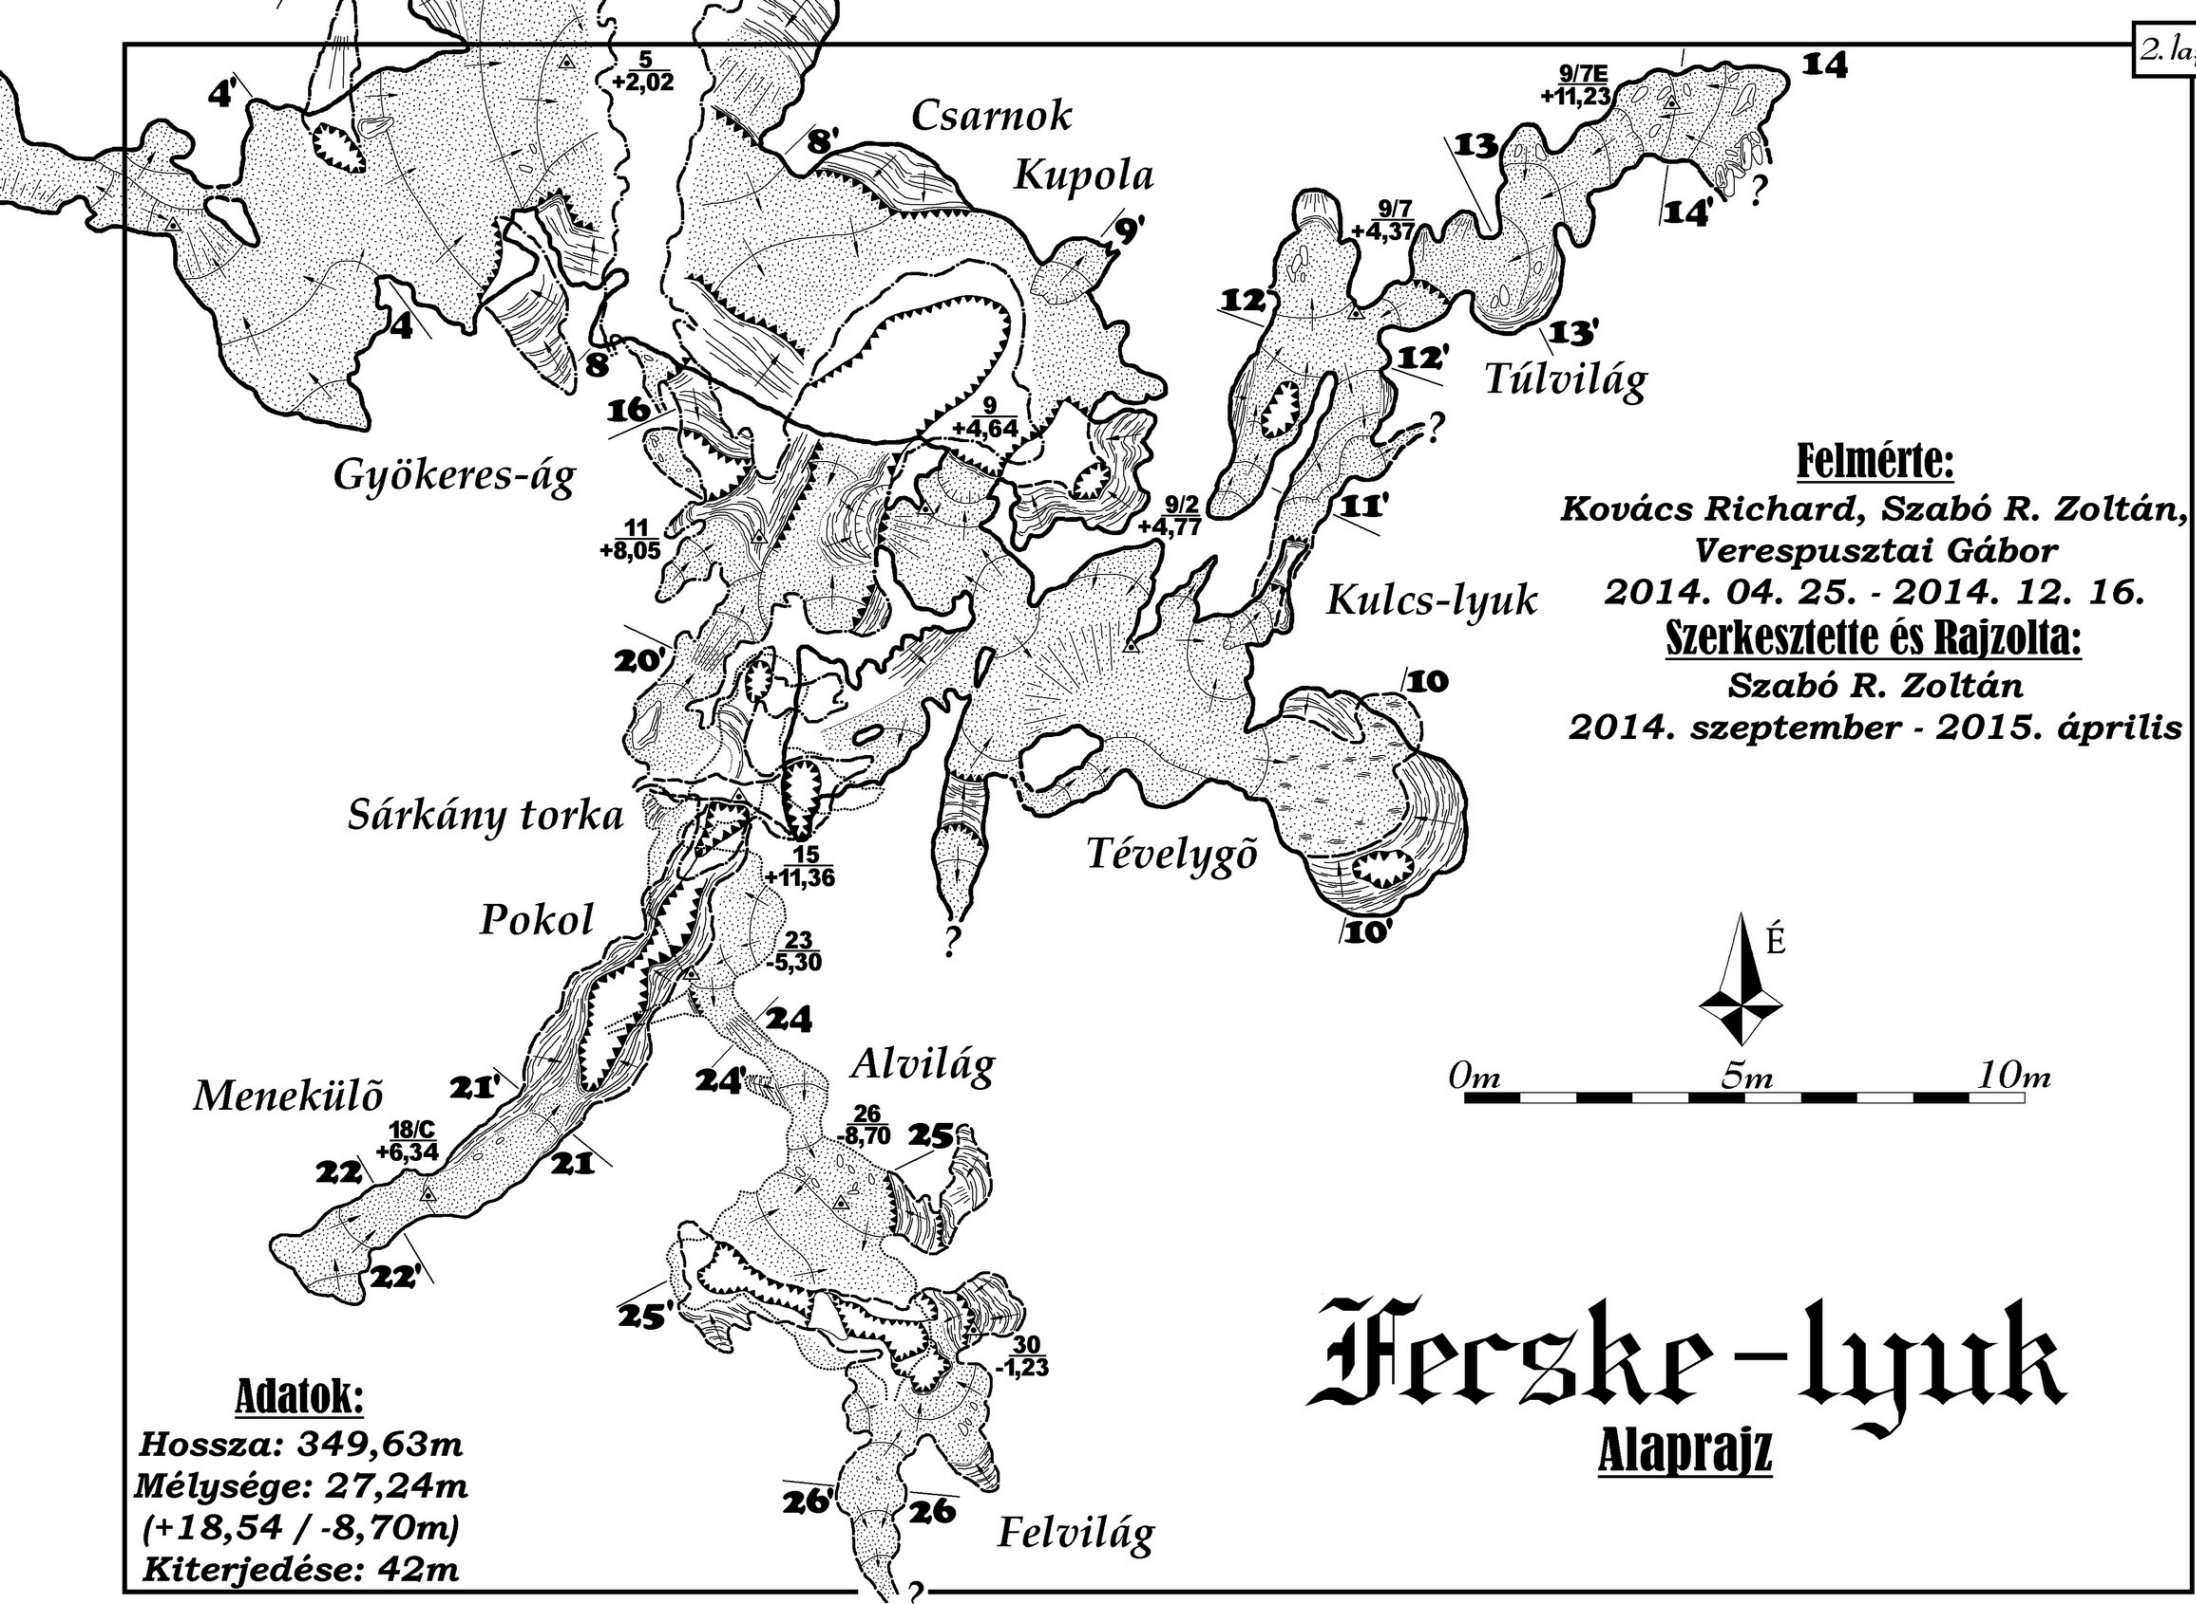 2. la
5
+2,02
9/7E
+11,23
14
4'
Csarnok
8'
13
Kupola
?
14'
9/7
+4,37
9'
12
13'
4
8
12'
Túlvilág
16
9
+4,64
?
Gyökeres-ág
Felmérte:
Kovács Richard, Szabó R. Zoltán,
Verespusztai Gábor
2014. 04. 25. - 2014. 12. 16.
Szerkesztette és Rajzolta:
Szabó R. Zoltán
2014. szeptember - 2015. április
9/2
+4,77
11'
11
+8,05
Kulcs-lyuk
20'
10
Sárkány torka
15
+11,36
Tévelygõ
Pokol
10'
?
23
-5,30
É
24
Alvilág
24'
0m 5m 10m
Menekülõ
21'
18/C
+6,34
26
-8,70
25
22
21
22'
25'
30
-1,23
Fecske-lyuk
Alaprajz
Adatok:
Hossza: 349,63m
Mélysége: 27,24m
(+18,54 / -8,70m)
Kiterjedése: 42m
26'
26
Felvilág
?